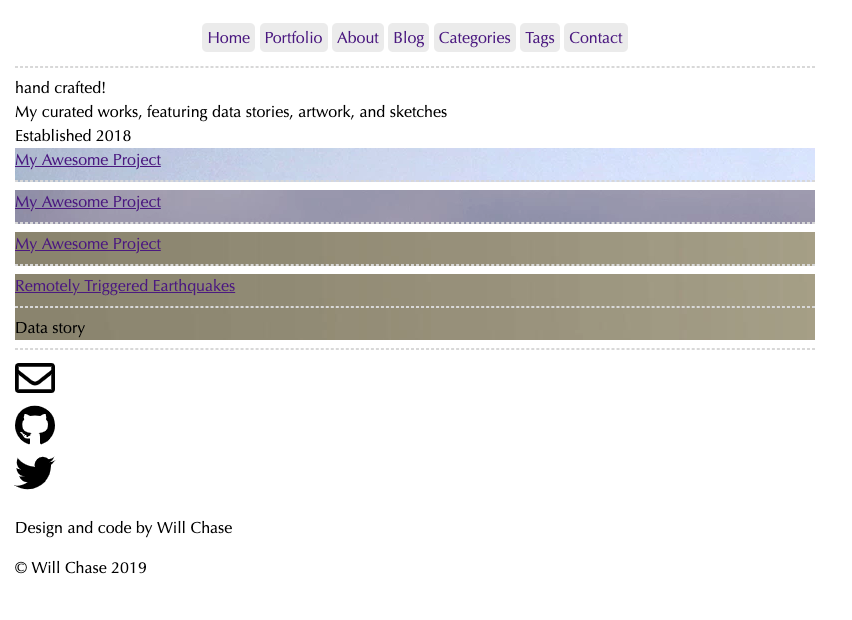 Home Portfolio About Blog Categories Tags Contact
hand crafted!
My curated works, featuring data stories, artwork, and sketches
Established 2018
My Awesome Project
My Awesome Project
My Awesome Project
Remotely Triggered Earthquakes
Data story
Design and code by Will Chase
© Will Chase 2019